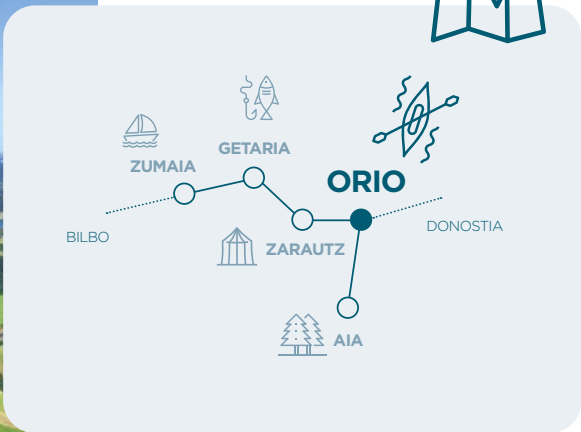 GETARIA
ZUMAIA
ORIO
BILBO
DONOSTIA
ZARAUTZ
AIA